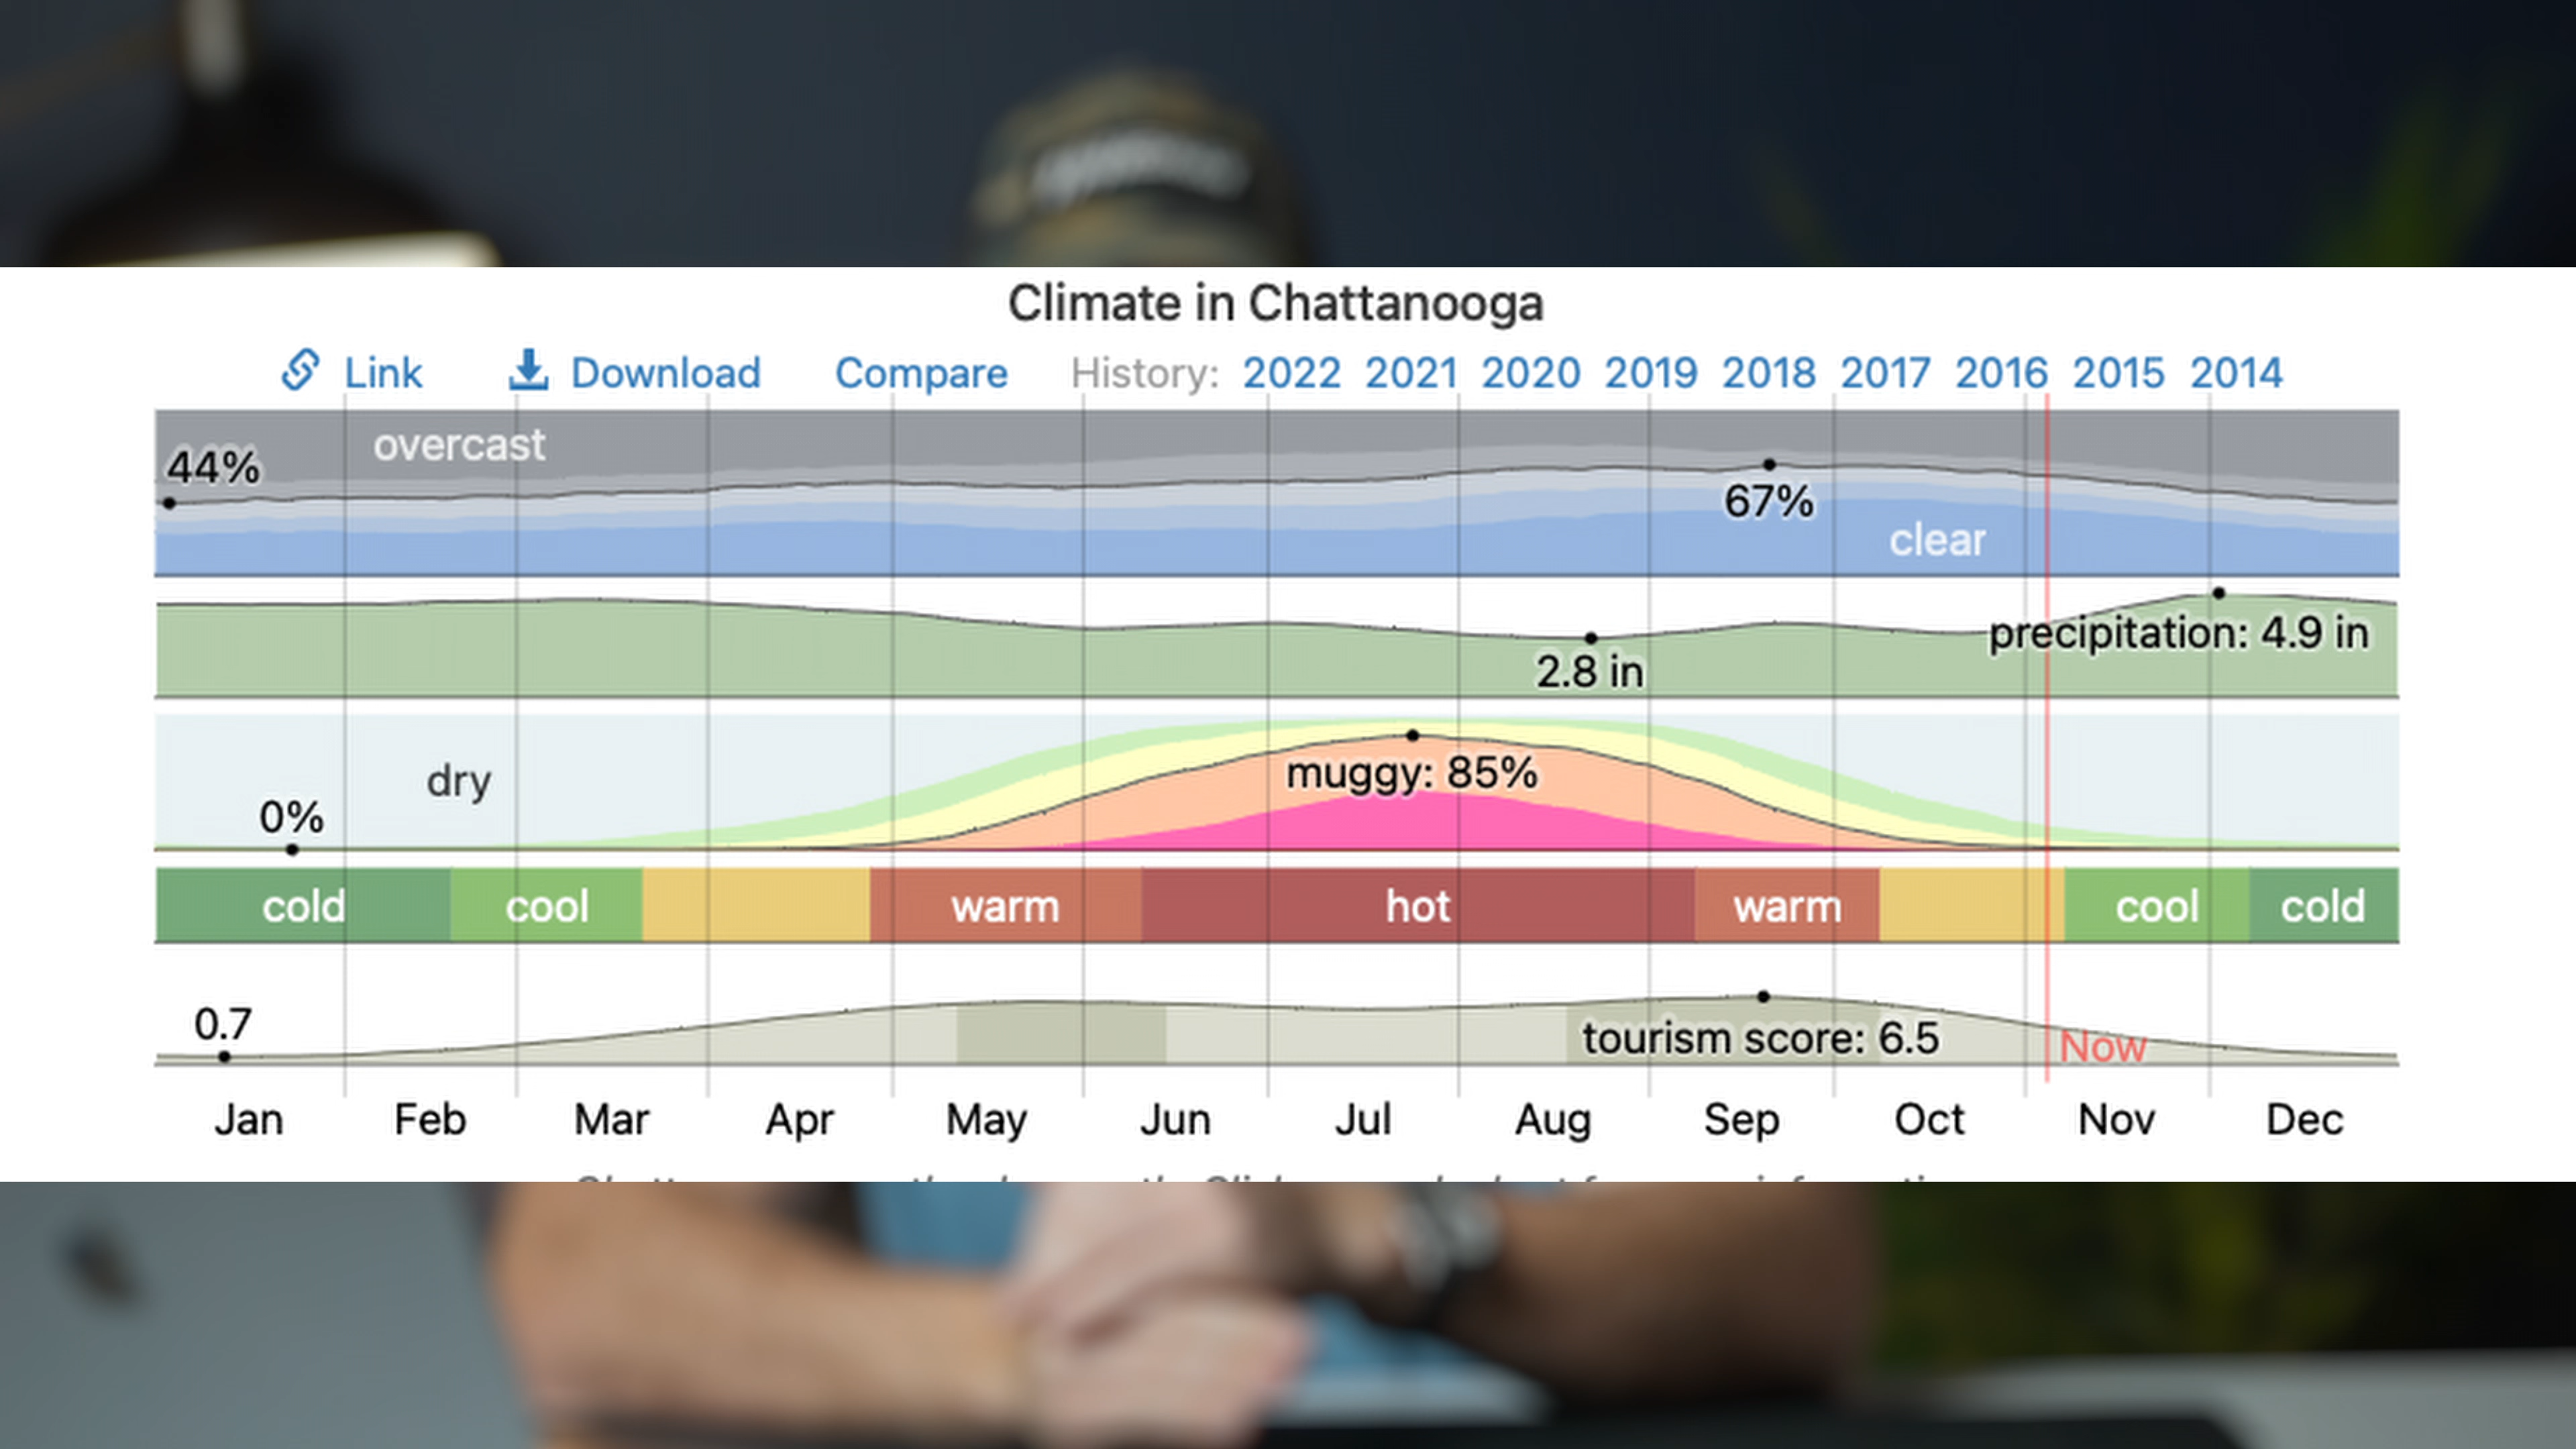 Climate in Chattanooga
Link Download Compare History: 2022 2021 2020 2019 2018 2017 2016 2015 2014
overcast
44%
67%
clear
precipitation: 4.9 in
2.8 in
muggy: 85%
dry
0%
cold cool warm hot warm cool cold
0.7
tourism score: 6.5
Now
Jan Feb Mar Apr May Jun Jul Aug Sep Oct Nov Dec